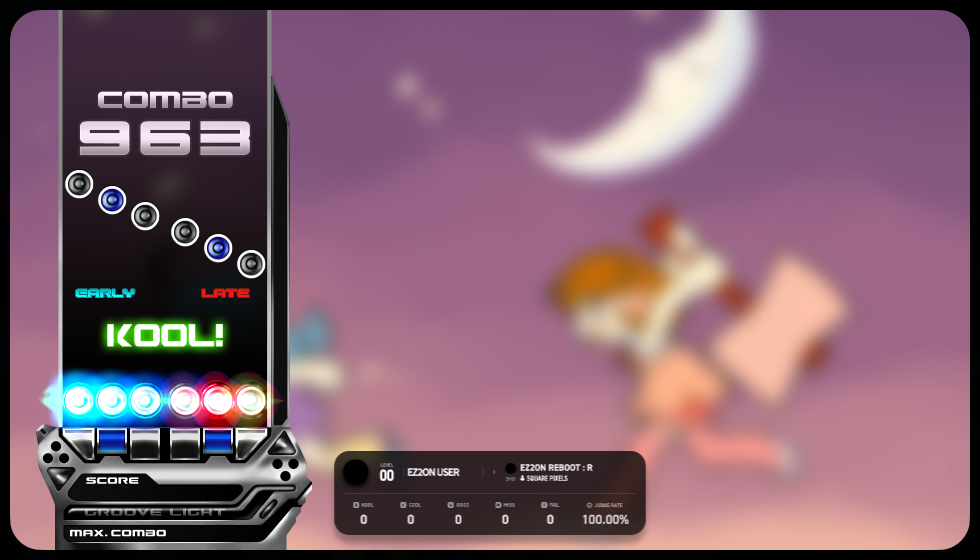 COMBO
963
EARLY LATE
KOOL!
SCORE
GROOVE LIGHT
MAX.COMBO
LEVEL
00
EZ2ON USER
EZ2ON REBOOT : R
SQUARE PIXELS
KOOL COOL GOOD MISS FAIL JUDGE RATE
0 0 0 0 0 100.00%